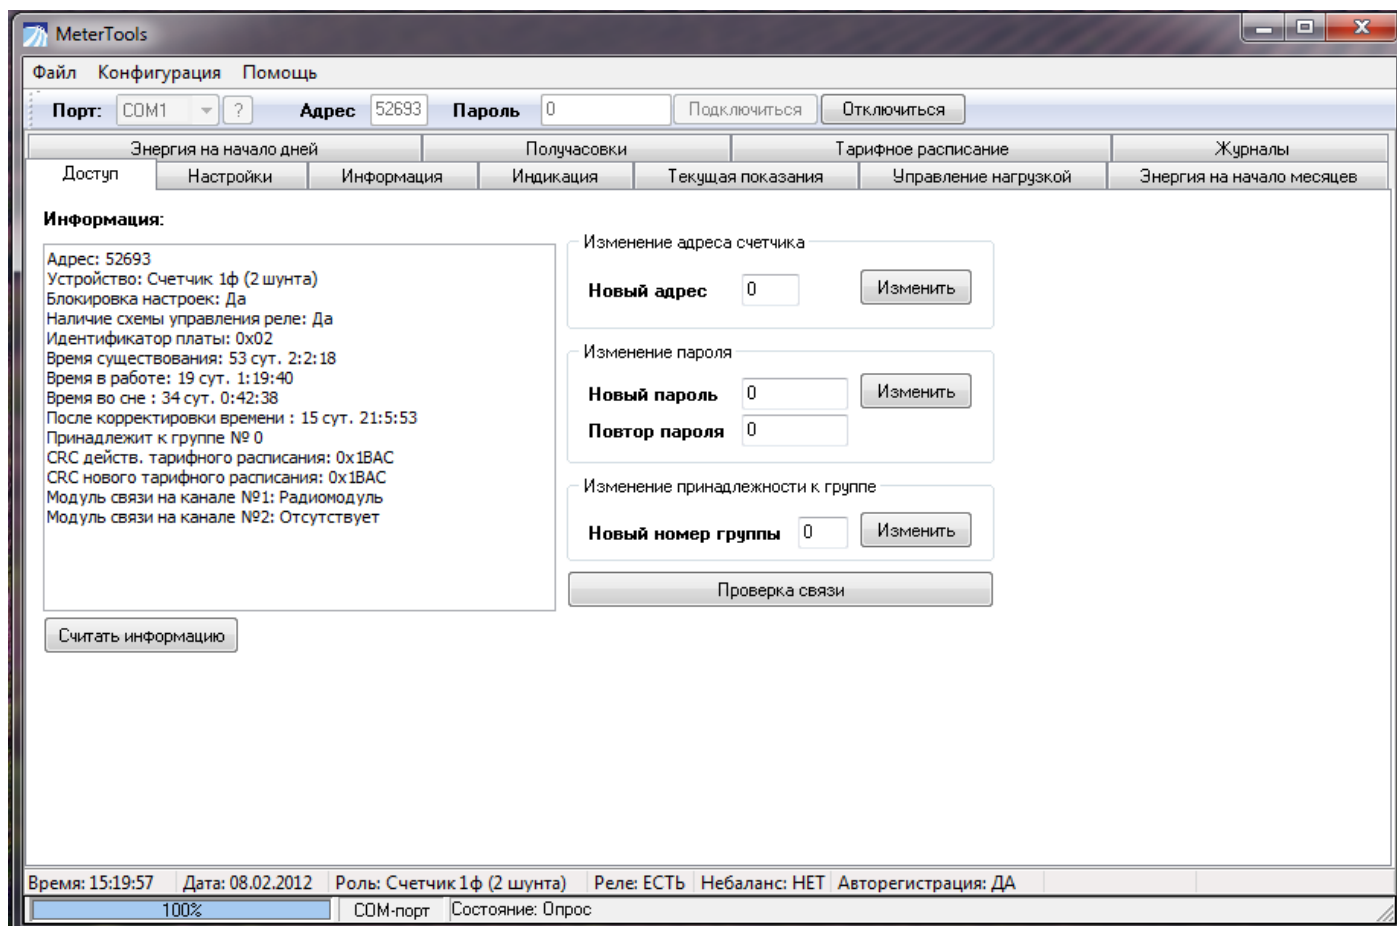 MeterTools
Файл Конфигурация Помощь
Порт: COM1 ? Адрес 52693 Пароль 0 Подключиться Отключиться
Энергия на начало дней Получасовки Тарифное расписание Журналы
Доступ Настройки Информация Индикация Текущая показания Управление нагрузкой Энергия на начало месяцев
Информация:
Адрес: 52693
Устройство: Счетчик 1ф (2 шунта)
Блокировка настроек: Да
Наличие схемы управления реле: Да
Идентификатор платы: 0x02
Время существования: 53 сут. 2:2:18
Время в работе: 19 сут. 1:19:40
Время во сне : 34 сут. 0:42:38
После корректировки времени : 15 сут. 21:5:53
Принадлежит к группе № 0
CRC действ. тарифного расписания: 0x1BAC
CRC нового тарифного расписания: 0x1BAC
Модуль связи на канале №1: Радиомодуль
Модуль связи на канале №2: Отсутствует
Считать информацию
Изменение адреса счетчика
Новый адрес 0 Изменить
Изменение пароля
Новый пароль 0 Изменить
Повтор пароля 0
Изменение принадлежности к группе
Новый номер группы 0 Изменить
Проверка связи
Время: 15:19:57 Дата: 08.02.2012 Роль: Счетчик 1ф (2 шунта) Реле: ЕСТЬ Небаланс: НЕТ Авторегистрация: ДА
100% COM-порт Состояние: Опрос